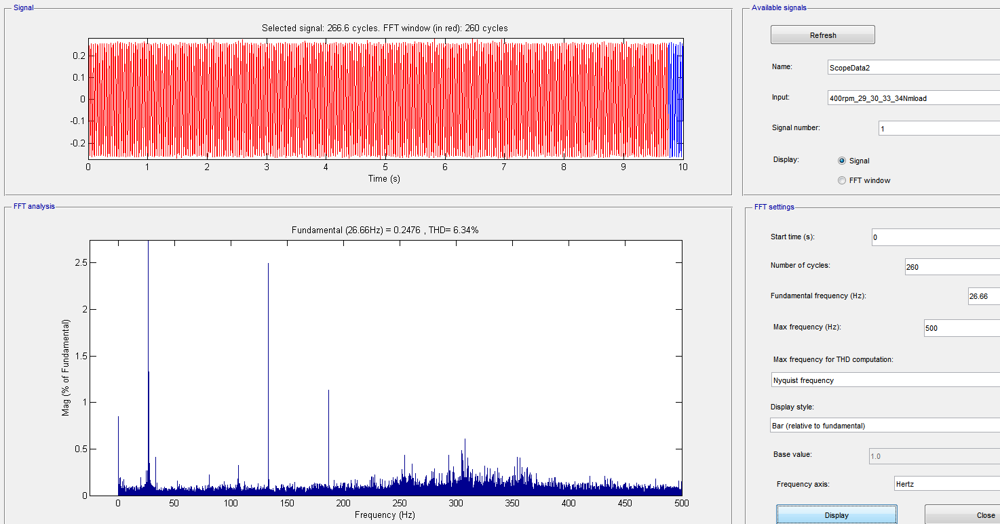 Signal
Selected signal: 266.6 cycles. FFT window (in red): 260 cycles
0.2
0.1
0
-0.1
-0.2
0 1 2 3 4 5 6 7 8 9 10
Time (s)
Available signals
Refresh
Name:
ScopeData2
Input:
400rpm_29_30_33_34Nmload
Signal number:
1
Display:
Signal
FFT window
FFT analysis
Fundamental (26.66Hz) = 0.2476 , THD= 6.34%
2.5
2
1.5
1
0.5
0
Mag (% of Fundamental)
0 50 100 150 200 250 300 350 400 450 500
Frequency (Hz)
FFT settings
Start time (s):
0
Number of cycles:
260
Fundamental frequency (Hz):
26.66
Max frequency (Hz):
500
Max frequency for THD computation:
Nyquist frequency
Display style:
Bar (relative to fundamental)
Base value:
1.0
Frequency axis:
Hertz
Display
Close